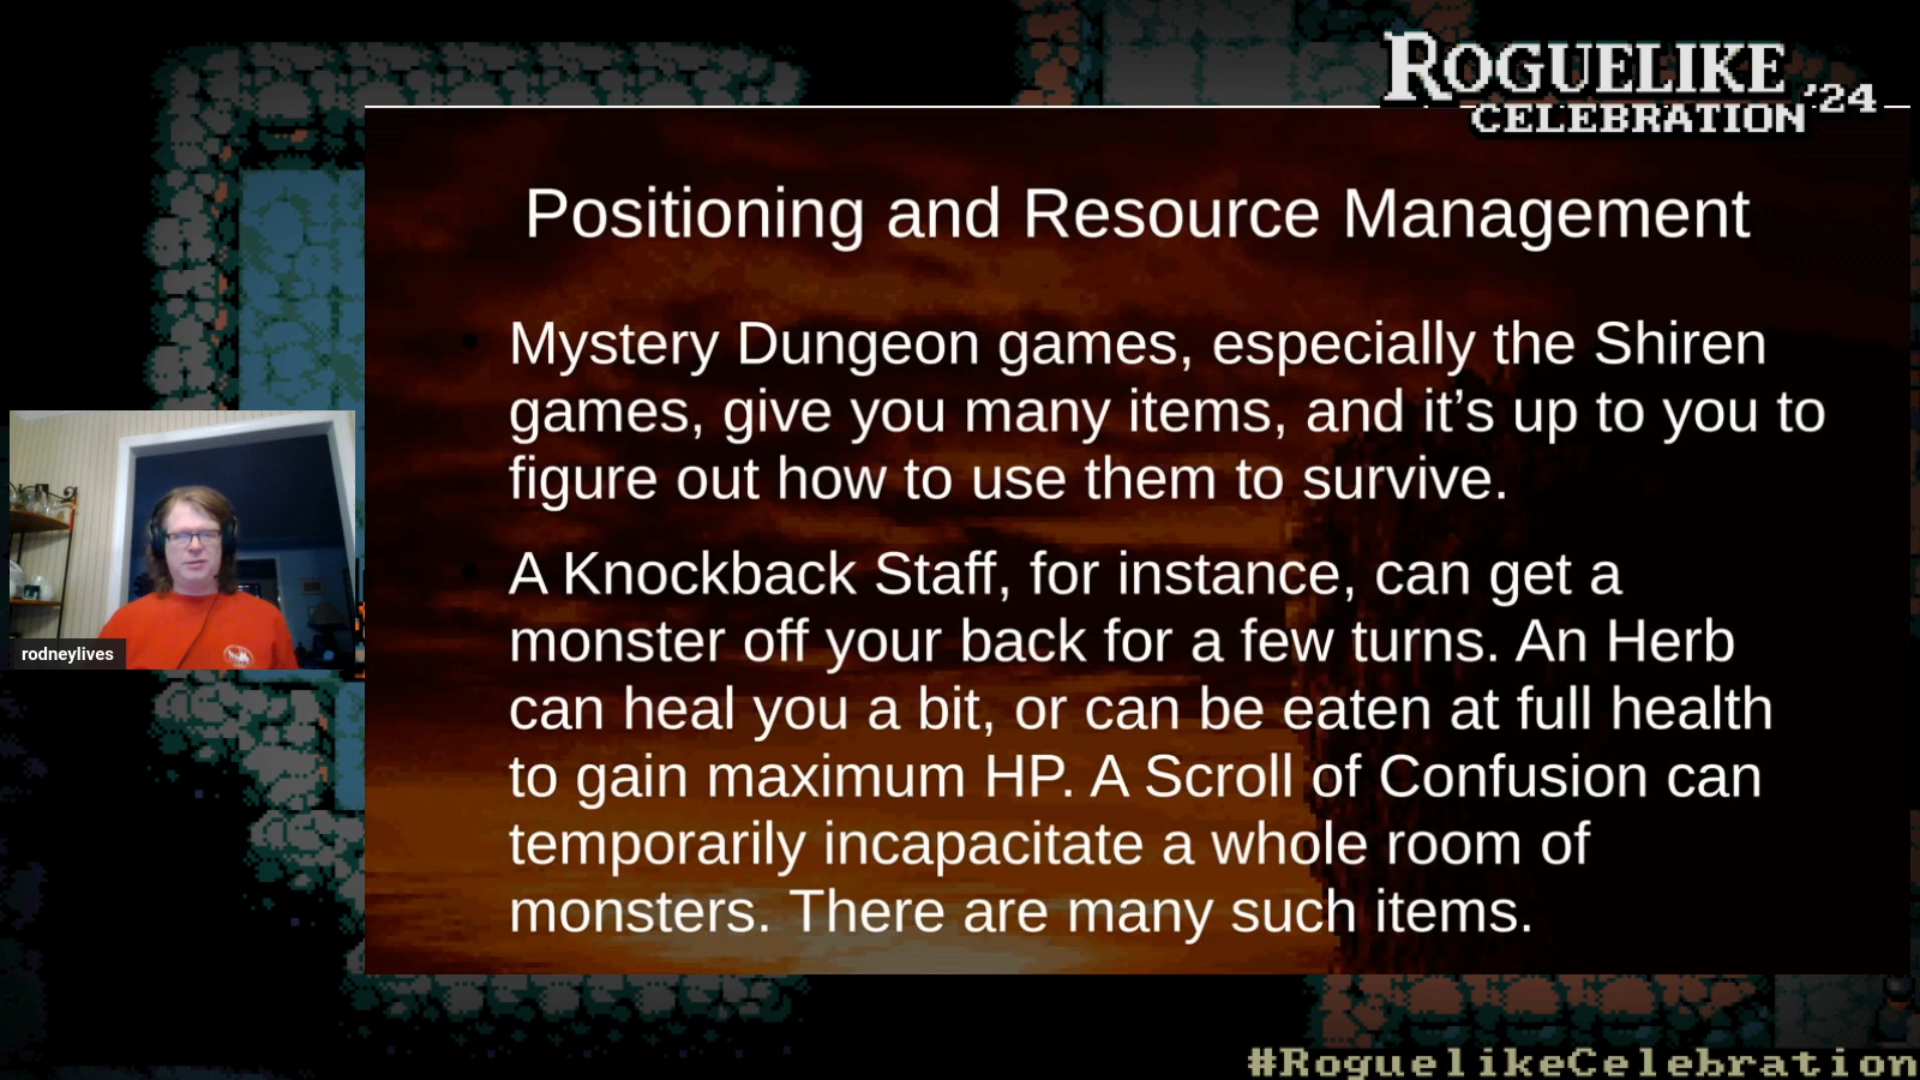 ROGUELIKE
CELEBRATION '24
Positioning and Resource Management
Mystery Dungeon games, especially the Shiren
games, give you many items, and it’s up to you to
figure out how to use them to survive.
A Knockback Staff, for instance, can get a
monster off your back for a few turns. An Herb
can heal you a bit, or can be eaten at full health
to gain maximum HP. A Scroll of Confusion can
temporarily incapacitate a whole room of
monsters. There are many such items.
rodneylives
#RoguelikeCelebration